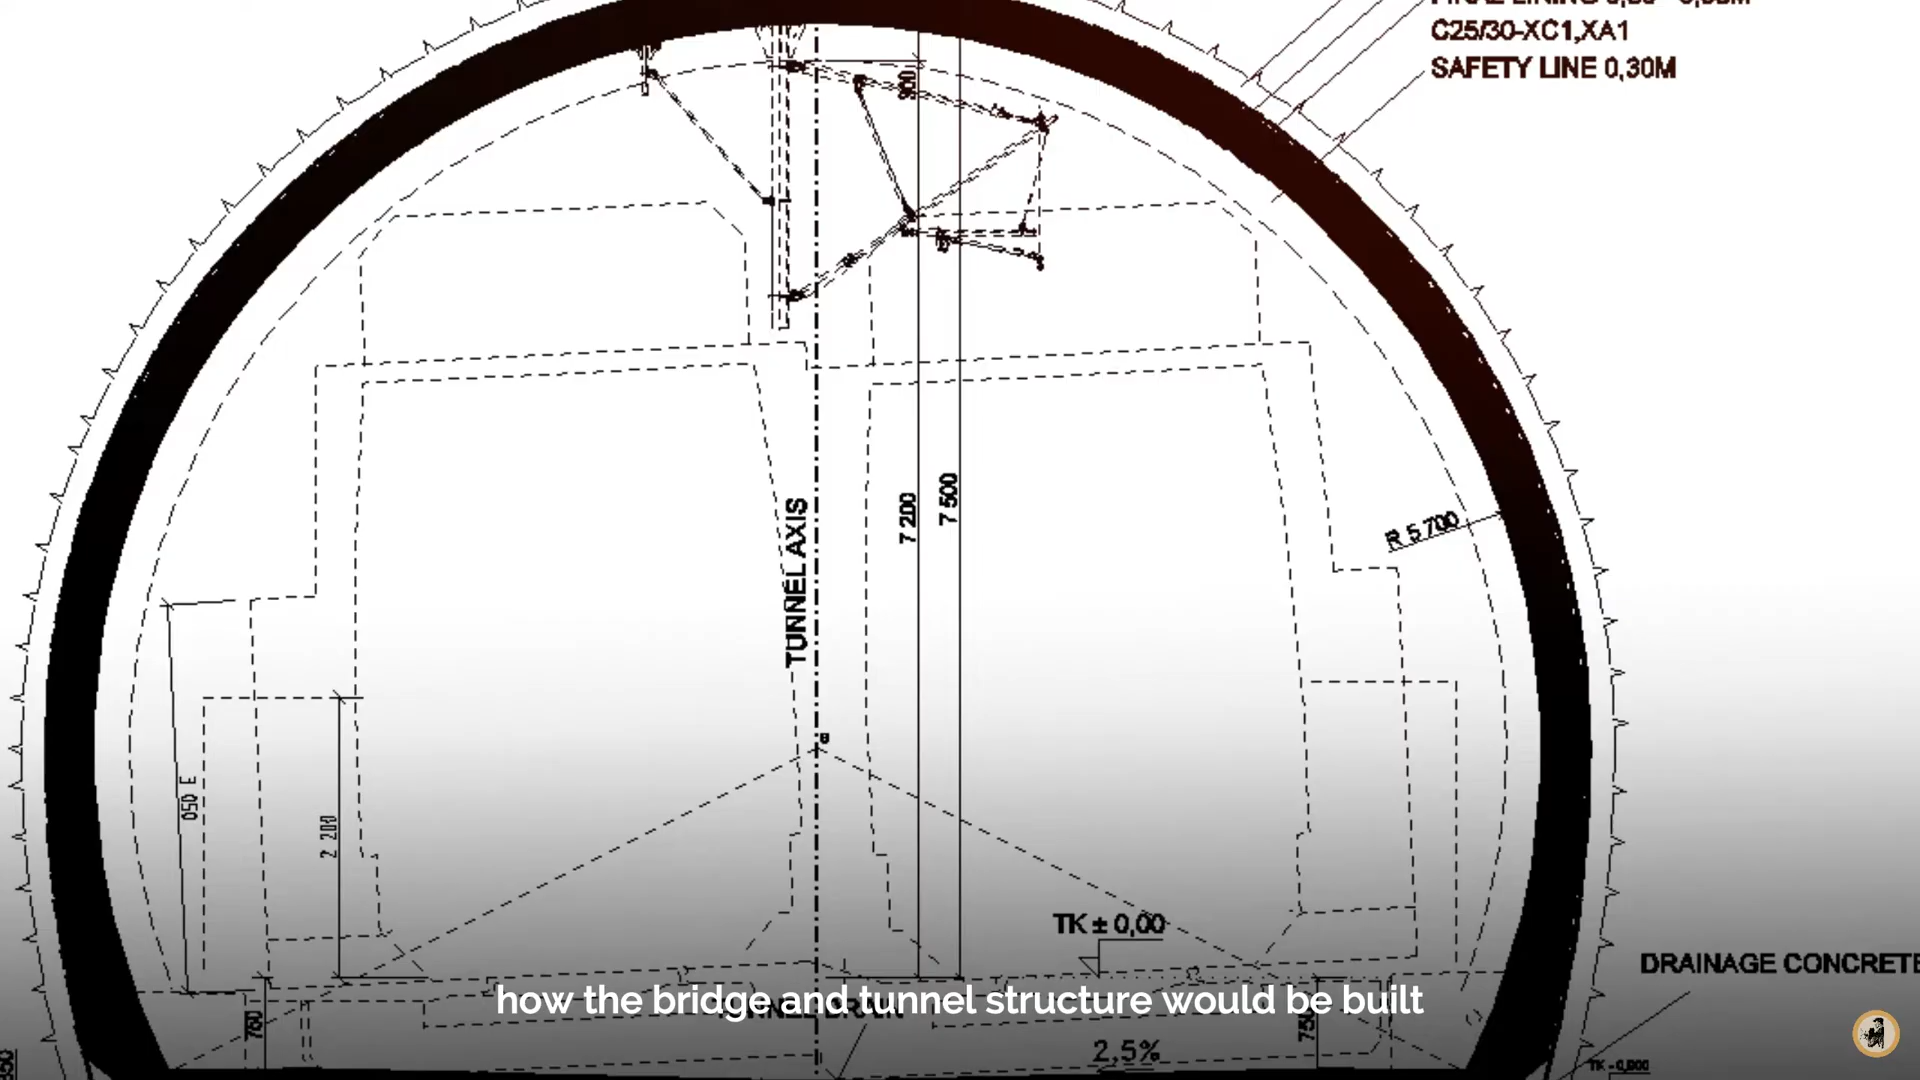 C25/30-XC1,XA1
SAFETY LINE 0,30M
900
7 200
7 500
TUNNEL AXIS
R 5 700
2 200
TK ± 0,00
DRAINAGE CONCRETE
how the bridge and tunnel structure would be built
760
750
2,5%